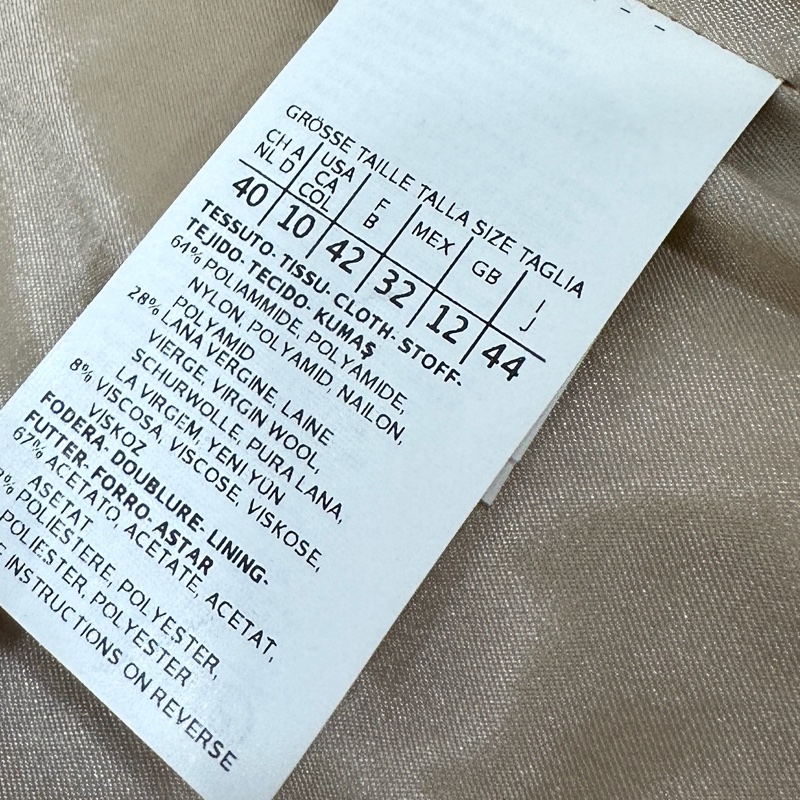 GRÖSSE TAILLE TALLA SIZE TAGLIA
CH A USA F MEX GB I
NL D CA B J
COL
40 10 42 32 12 44
TESSUTO- TISSU- CLOTH- STOFF-
TEJIDO- TECIDO- KUMAŞ
64% POLIAMMIDE, POLYAMIDE,
NYLON, POLYAMID, NAILON,
POLYAMID
28% LANA VERGINE, LAINE
VIERGE, VIRGIN WOOL,
SCHURWOLLE, PURA LANA,
LA VIRGEM, YENI YÜN
8% VISCOSA, VISCOSE, VISKOSE,
VISKOZ
FODERA- DOUBLURE- LINING-
FUTTER- FORRO- ASTAR
67% ACETATO, ACETATE, ACETAT,
ASETAT
% POLIESTERE, POLYESTER,
POLIESTER, POLYESTER
INSTRUCTIONS ON REVERSE